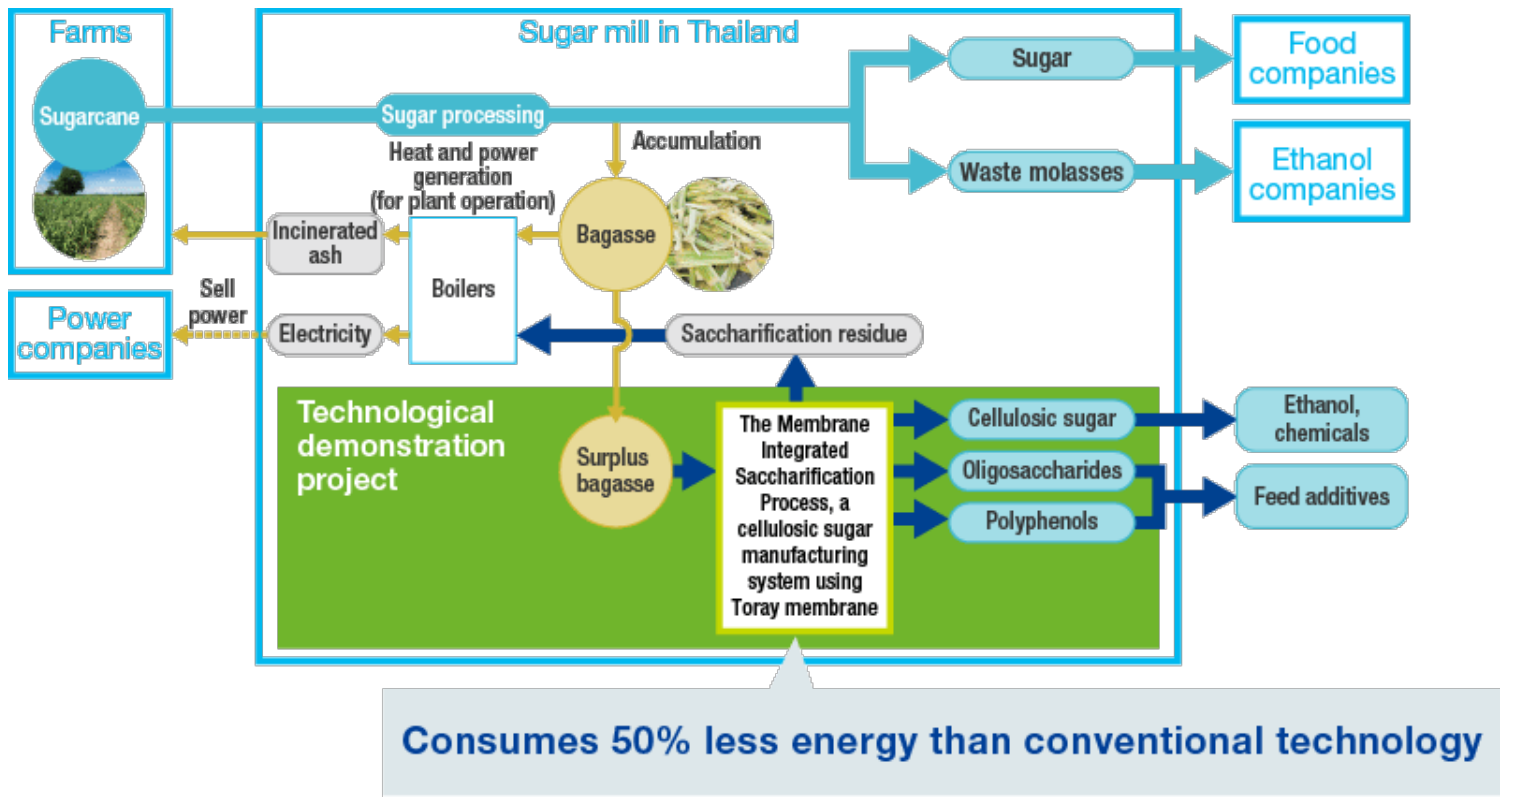 Farms
Sugar mill in Thailand
Sugarcane
Sugar processing
Sugar
Food
companies
Accumulation
Heat and power
generation
(for plant operation)
Waste molasses
Ethanol
companies
Incinerated
ash
Boilers
Bagasse
Sell
power
Power
companies
Electricity
Saccharification residue
Technological
demonstration
project
Surplus
bagasse
The Membrane
Integrated
Saccharification
Process, a
cellulosic sugar
manufacturing
system using
Toray membrane
Cellulosic sugar
Ethanol,
chemicals
Oligosaccharides
Polyphenols
Feed additives
Consumes 50% less energy than conventional technology